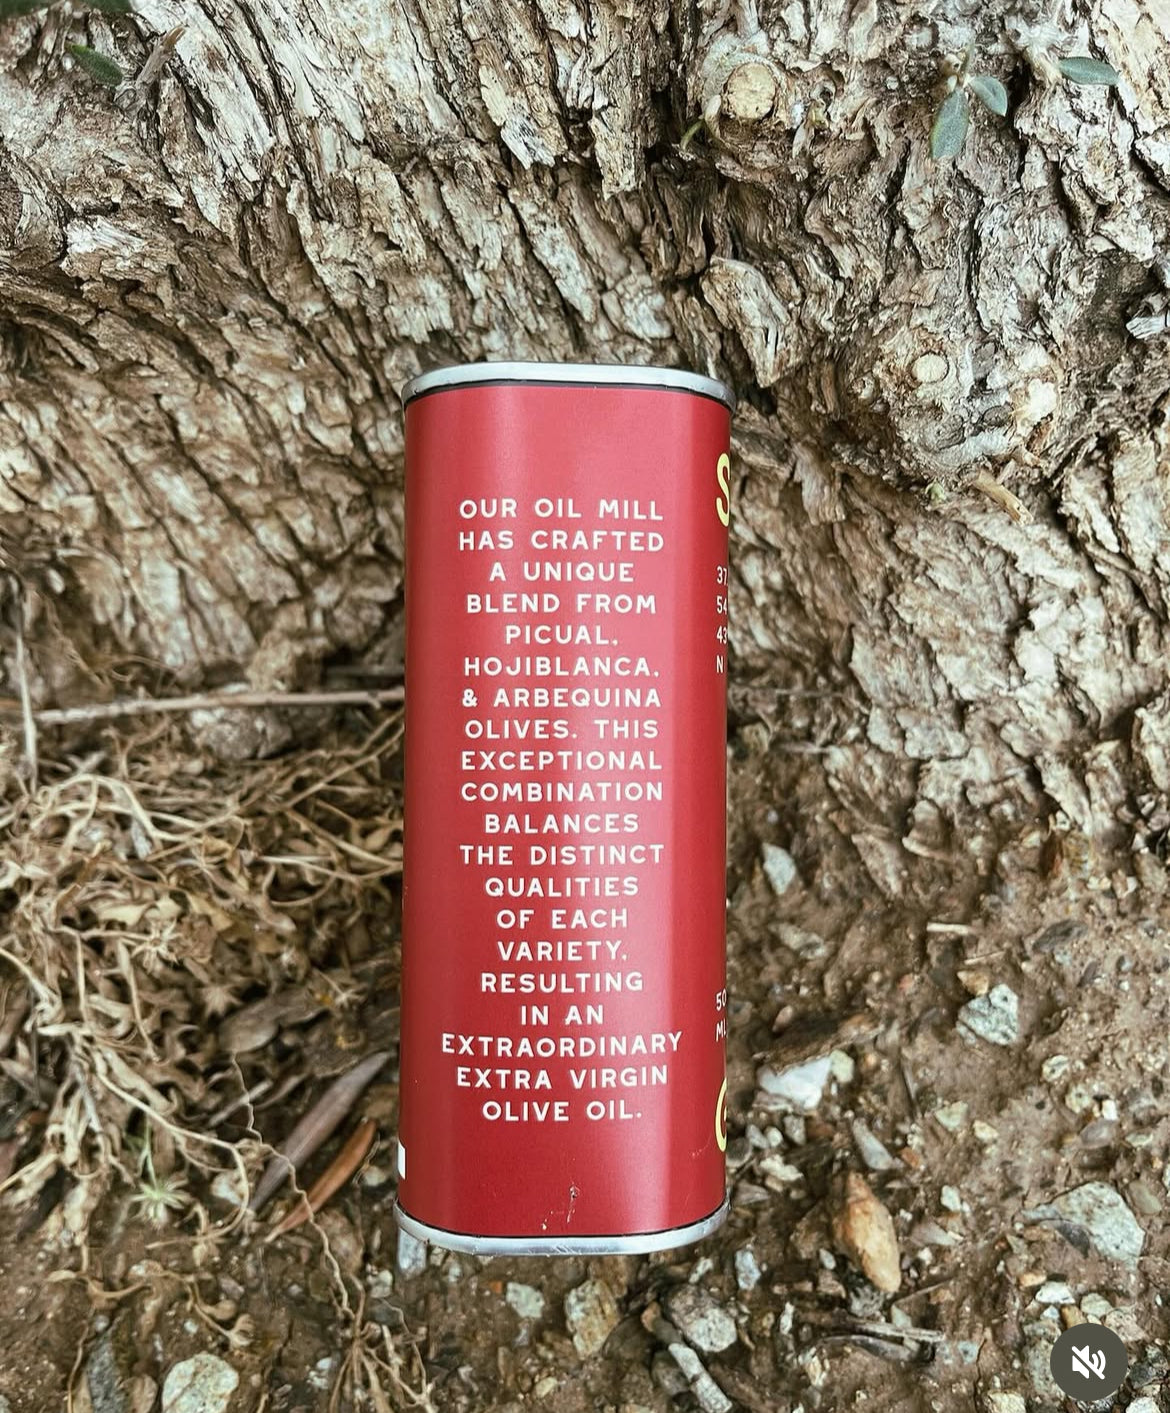 OUR OIL MILL
HAS CRAFTED
A UNIQUE
BLEND FROM
PICUAL,
HOJIBLANCA,
& ARBEQUINA
OLIVES. THIS
EXCEPTIONAL
COMBINATION
BALANCES
THE DISTINCT
QUALITIES
OF EACH
VARIETY,
RESULTING
IN AN
EXTRAORDINARY
EXTRA VIRGIN
OLIVE OIL.